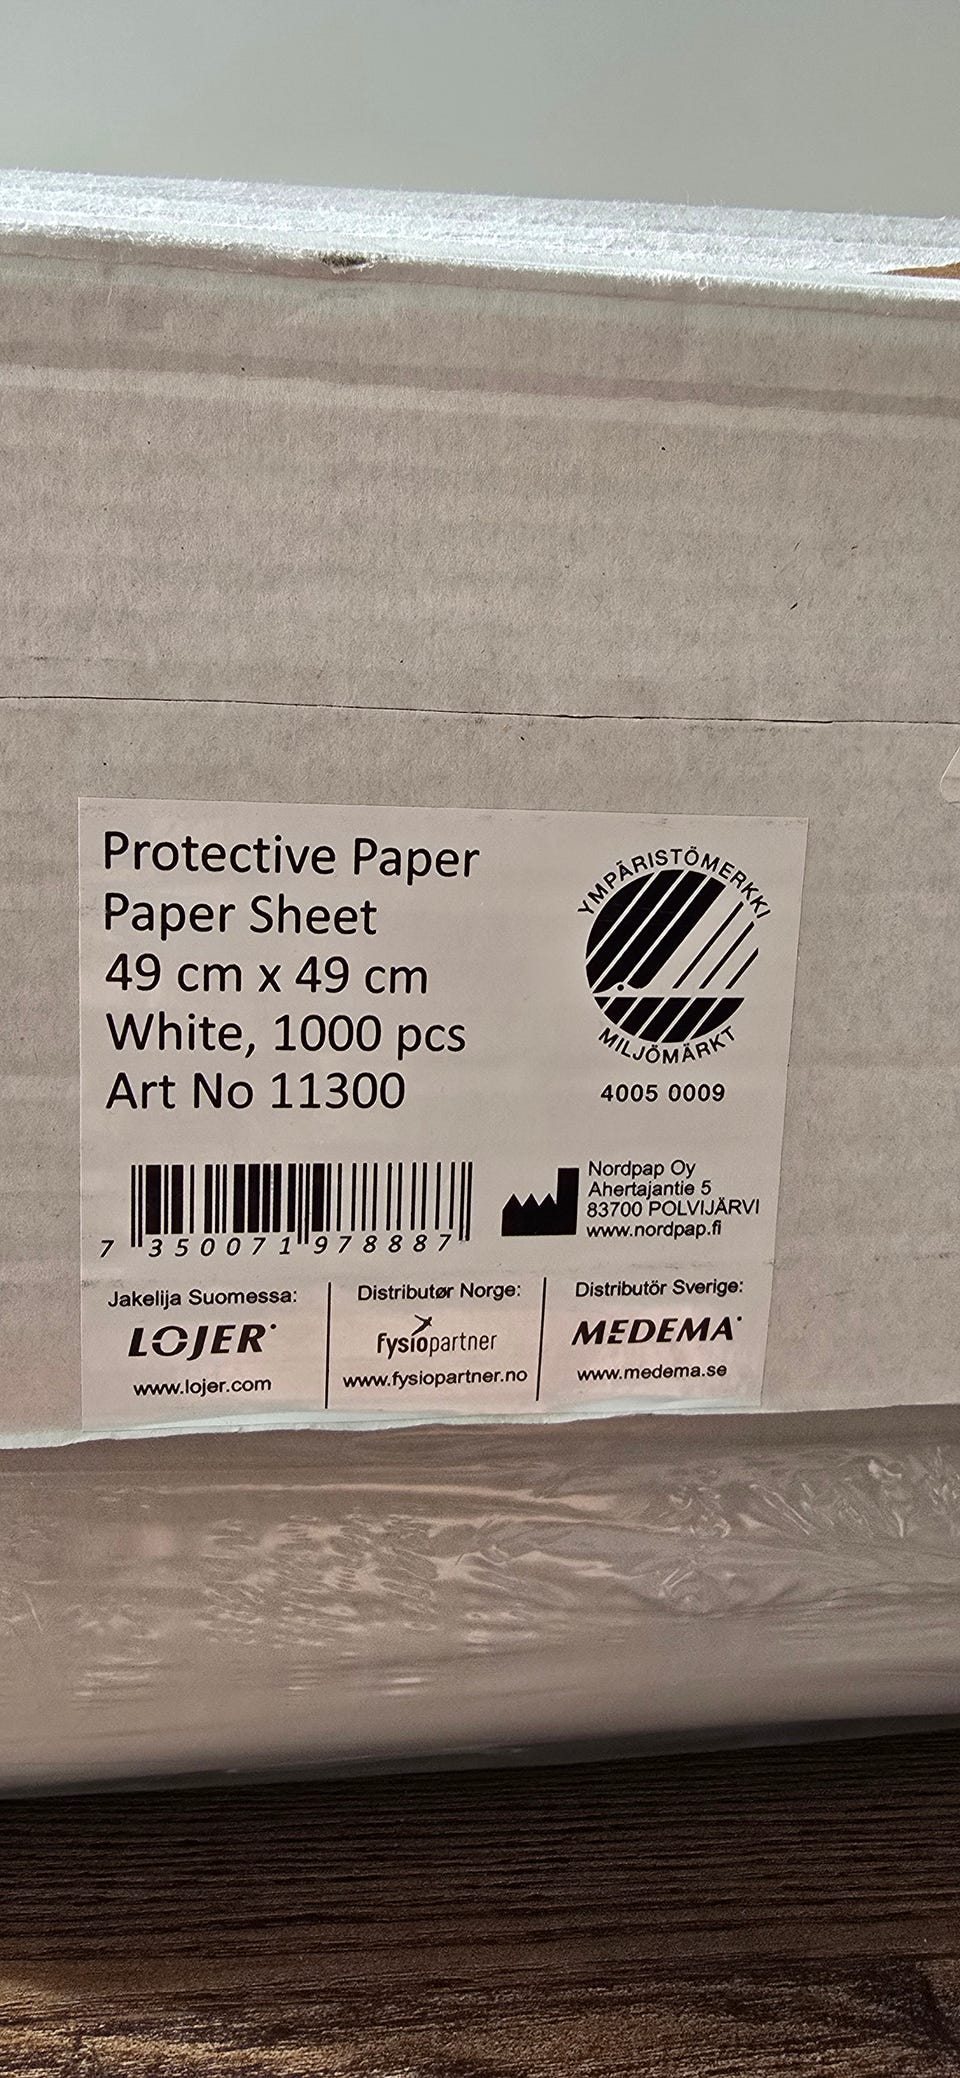 Protective Paper
Paper Sheet
49 cm x 49 cm
White, 1000 pcs
Art No 11300
YMPÄRISTÖMERKKI
MILJÖMÄRKT
4005 0009
7 350071 978887
Nordpap Oy
Ahertajantie 5
83700 POLVIJÄRVI
www.nordpap.fi
Jakelija Suomessa:
LOJER
www.lojer.com
Distributør Norge:
fysiopartner
www.fysiopartner.no
Distributör Sverige:
MEDEMA
www.medema.se